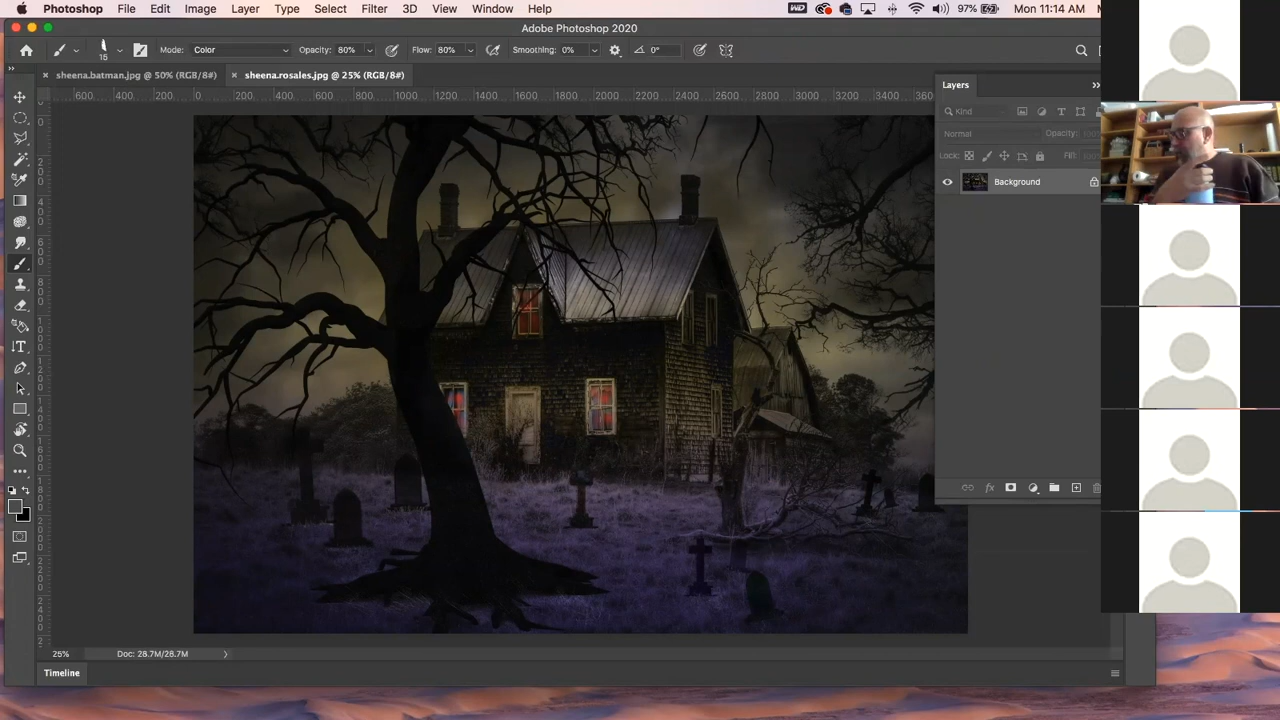 Photoshop File Edit Image Layer Type Select Filter 3D View Window Help 97% Mon 11:14 AM
Adobe Photoshop 2020
15 Mode: Color Opacity: 80% Flow: 80% Smoothing: 0% 0°
sheena.batman.jpg @ 50% (RGB/8#) sheena.rosales.jpg @ 25% (RGB/8#)
600 400 200 0 200 400 600 800 1000 1200 1400 1600 1800 2000 2200 2400 2600 2800 3000 3200 3400 3600
Layers
Kind
Normal Opacity: 100%
Lock: Fill:
Background
25% Doc: 28.7M/28.7M
Timeline